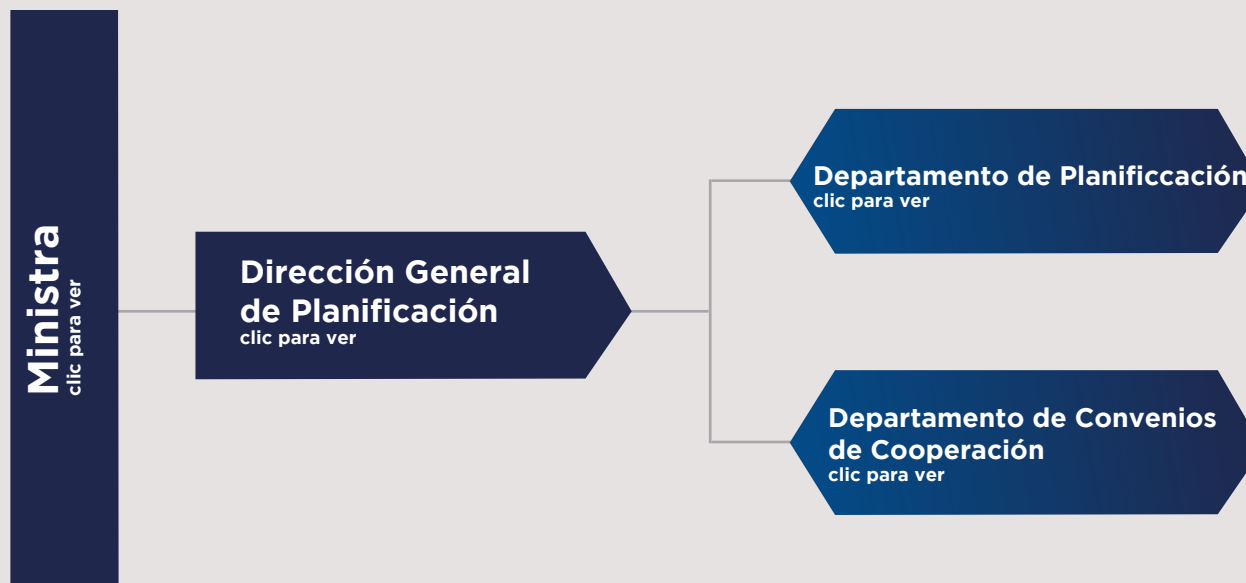 Ministra
clic para ver
Dirección General
de Planificación
clic para ver
Departamento de Planificcación
clic para ver
Departamento de Convenios
de Cooperación
clic para ver